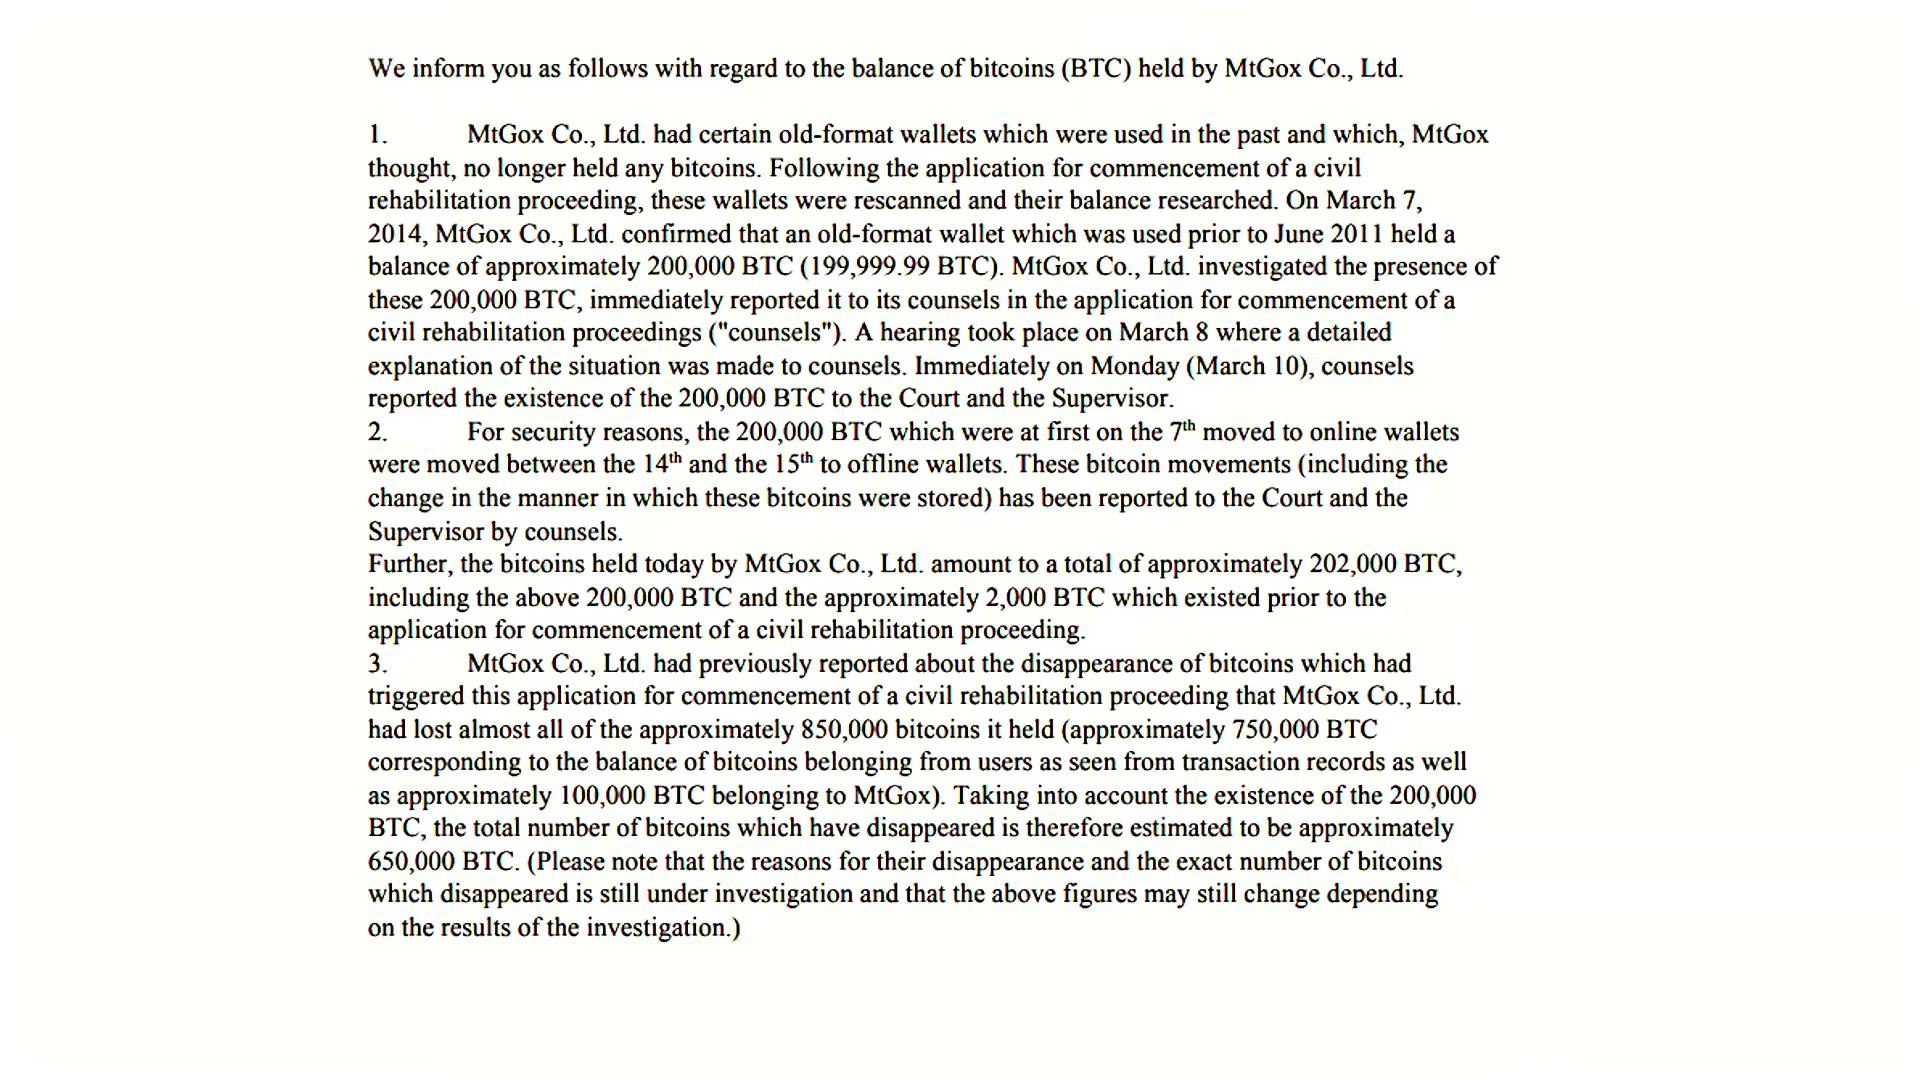 We inform you as follows with regard to the balance of bitcoins (BTC) held by MtGox Co., Ltd.
1. MtGox Co., Ltd. had certain old-format wallets which were used in the past and which, MtGox
thought, no longer held any bitcoins. Following the application for commencement of a civil
rehabilitation proceeding, these wallets were rescanned and their balance researched. On March 7,
2014, MtGox Co., Ltd. confirmed that an old-format wallet which was used prior to June 2011 held a
balance of approximately 200,000 BTC (199,999.99 BTC). MtGox Co., Ltd. investigated the presence of
these 200,000 BTC, immediately reported it to its counsels in the application for commencement of a
civil rehabilitation proceedings ("counsels"). A hearing took place on March 8 where a detailed
explanation of the situation was made to counsels. Immediately on Monday (March 10), counsels
reported the existence of the 200,000 BTC to the Court and the Supervisor.
2. For security reasons, the 200,000 BTC which were at first on the 7th moved to online wallets
were moved between the 14th and the 15th to offline wallets. These bitcoin movements (including the
change in the manner in which these bitcoins were stored) has been reported to the Court and the
Supervisor by counsels.
Further, the bitcoins held today by MtGox Co., Ltd. amount to a total of approximately 202,000 BTC,
including the above 200,000 BTC and the approximately 2,000 BTC which existed prior to the
application for commencement of a civil rehabilitation proceeding.
3. MtGox Co., Ltd. had previously reported about the disappearance of bitcoins which had
triggered this application for commencement of a civil rehabilitation proceeding that MtGox Co., Ltd.
had lost almost all of the approximately 850,000 bitcoins it held (approximately 750,000 BTC
corresponding to the balance of bitcoins belonging from users as seen from transaction records as well
as approximately 100,000 BTC belonging to MtGox). Taking into account the existence of the 200,000
BTC, the total number of bitcoins which have disappeared is therefore estimated to be approximately
650,000 BTC. (Please note that the reasons for their disappearance and the exact number of bitcoins
which disappeared is still under investigation and that the above figures may still change depending
on the results of the investigation.)